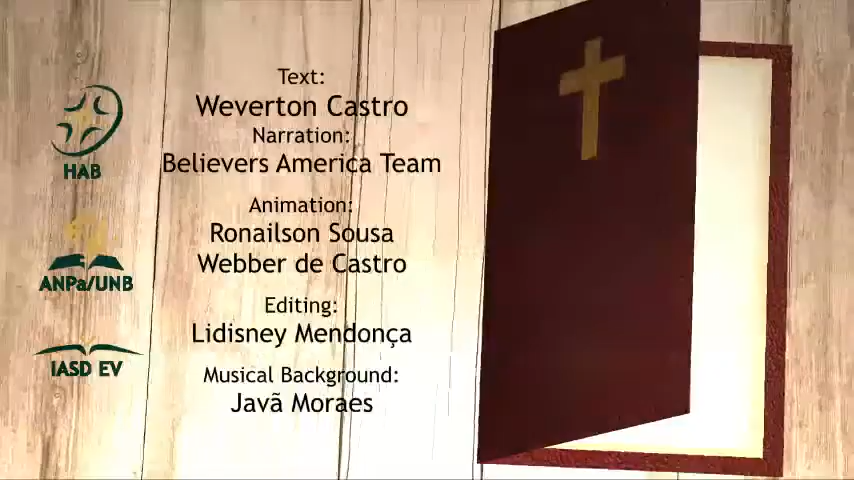 HAB
ANPa/UNB
IASD EV
Text:
Weverton Castro
Narration:
Believers America Team
Animation:
Ronailson Sousa
Webber de Castro
Editing:
Lidisney Mendonça
Musical Background:
Javã Moraes